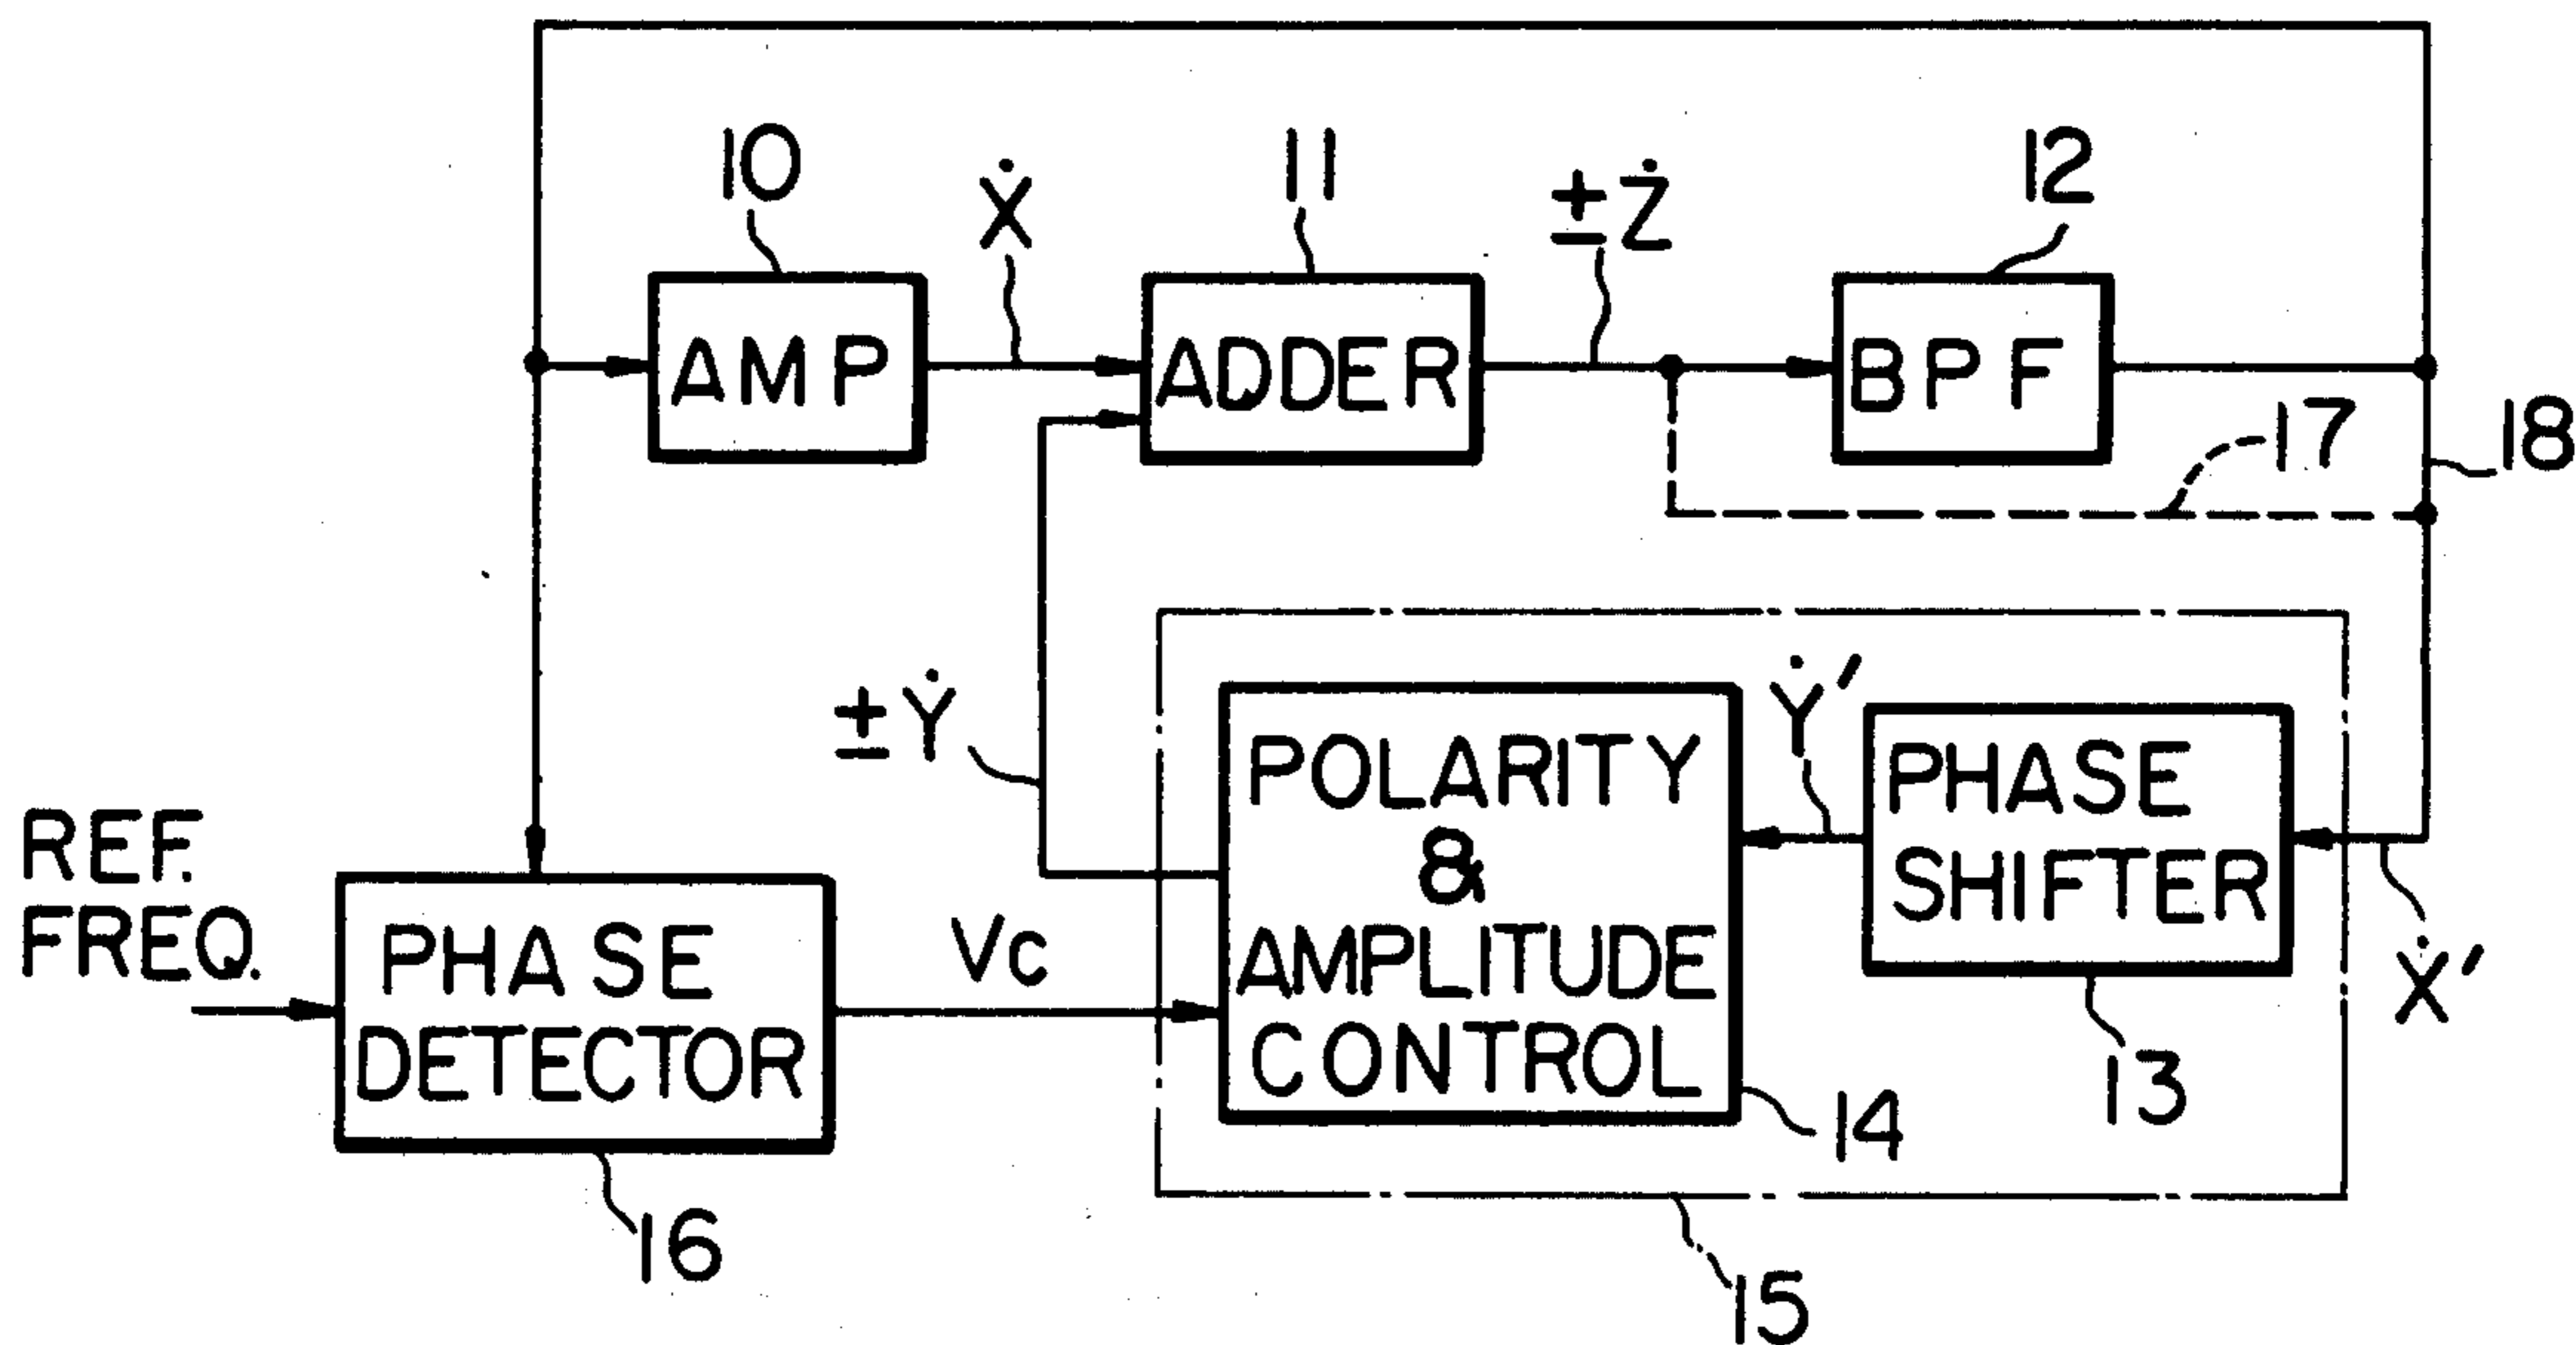 10
Ẋ
11
±Ż
12
AMP
ADDER
BPF
17
18
±Ẏ
POLARITY
&
AMPLITUDE
CONTROL
Ẏ′
PHASE
SHIFTER
REF.
FREQ.
PHASE
DETECTOR
Vc
Ẋ′
13
14
16
15